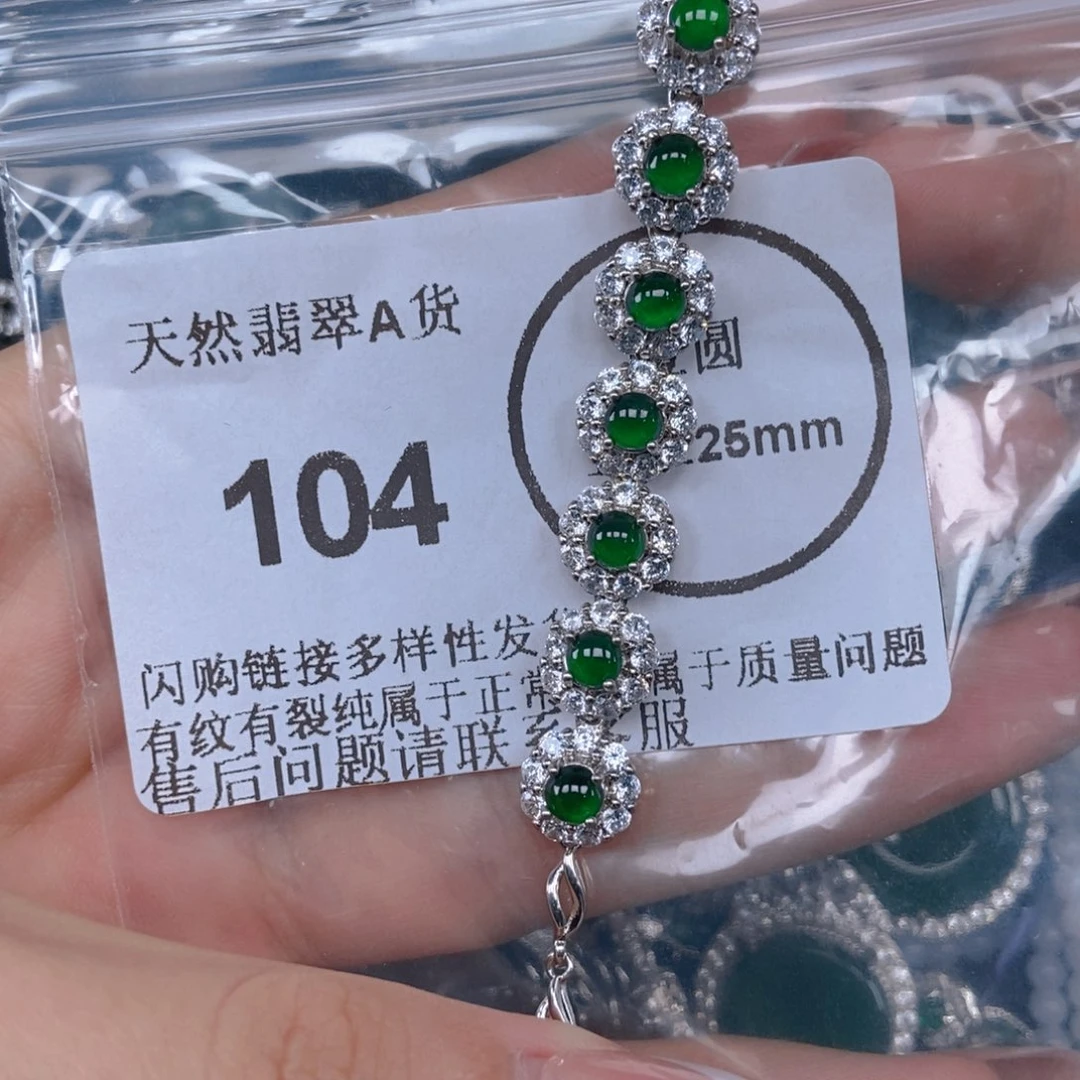 天然翡翠A货
圆
104
25mm
闪购链接多样性发 属于质量问题
有纹有裂纯属于正常
售后问题请联系 服